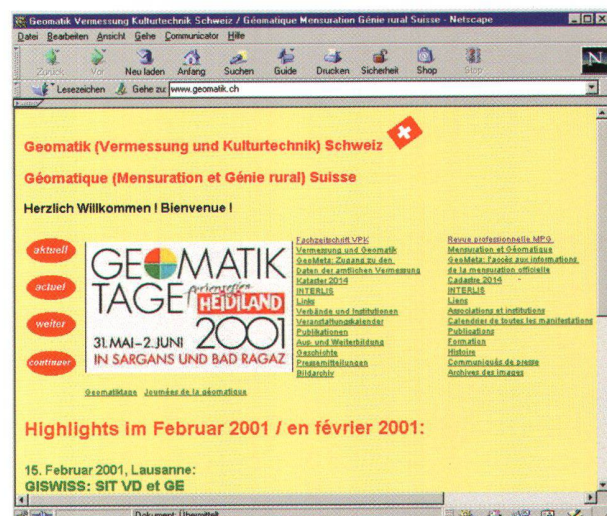 Geomatik Vermessung Kulturtechnik Schweiz / Géomatique Mensuration Génie rural Suisse - Netscape
Datei Bearbeiten Ansicht Gehe Communicator Hilfe
Zurück Vor Neu laden Anfang Suchen Guide Drucken Sicherheit Shop Stop
N
Lesezeichen Gehe zu: www.geomatik.ch
Geomatik (Vermessung und Kulturtechnik) Schweiz
Géomatique (Mensuration et Génie rural) Suisse
Herzlich Willkommen ! Bienvenue !
aktuell
actuel
weiter
continuer
GEOMATIK
TAGE ferienregion HEIDILAND
2001
31. MAI–2. JUNI
IN SARGANS UND BAD RAGAZ
Geomatiktage Journées de la géomatique
Fachzeitschrift VPK
Vermessung und Geomatik
GeoMeta: Zugang zu den
Daten der amtlichen Vermessung
Kataster 2014
INTERLIS
Links
Verbände und Institutionen
Veranstaltungskalender
Publikationen
Aus- und Weiterbildung
Geschichte
Pressemitteilungen
Bildarchiv
Revue professionnelle MPG
Mensuration et Géomatique
GeoMeta: l'accès aux informations
de la mensuration officielle
Cadastre 2014
INTERLIS
Liens
Associations et institutions
Calendrier de toutes les manifestations
Publications
Formation
Histoire
Communiqués de presse
Archives des images
Highlights im Februar 2001 / en février 2001:
15. Februar 2001, Lausanne:
GISWISS: SIT VD et GE
Dokument: Übermittelt